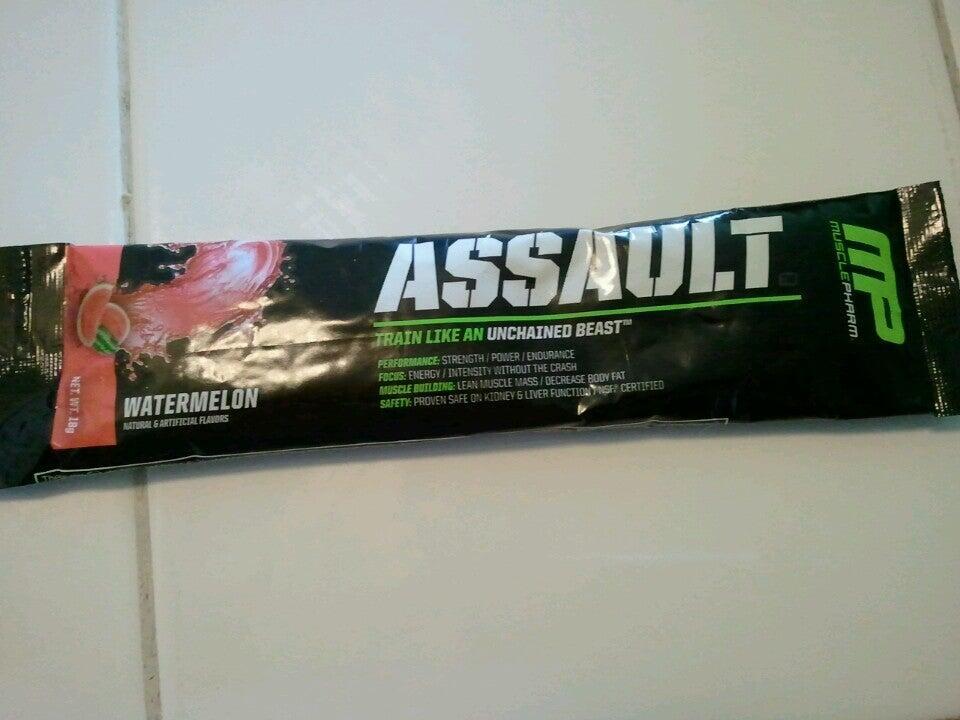 ASSAULT
TRAIN LIKE AN UNCHAINED BEAST™
PERFORMANCE: STRENGTH / POWER / ENDURANCE
FOCUS: ENERGY / INTENSITY WITHOUT THE CRASH
MUSCLE BUILDING: LEAN MUSCLE MASS / DECREASE BODY FAT
SAFETY: PROVEN SAFE ON KIDNEY & LIVER FUNCTION / NSF® CERTIFIED
WATERMELON
NATURAL & ARTIFICIAL FLAVORS
NET WT. 18g
MP
MUSCLEPHARM.